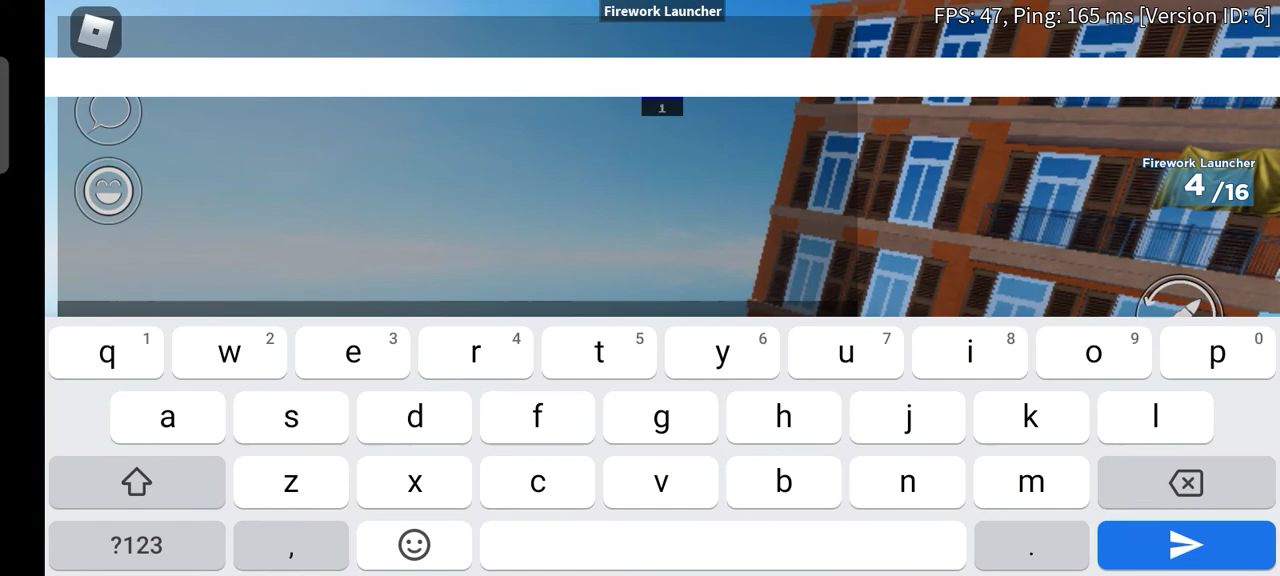 Firework Launcher
FPS: 47, Ping: 165 ms [Version ID: 6]
1
Firework Launcher
4/16
q 1 w 2 e 3 r 4 t 5 y 6 u 7 i 8 o 9 p 0
a s d f g h j k l
z x c v b n m
?123 , .